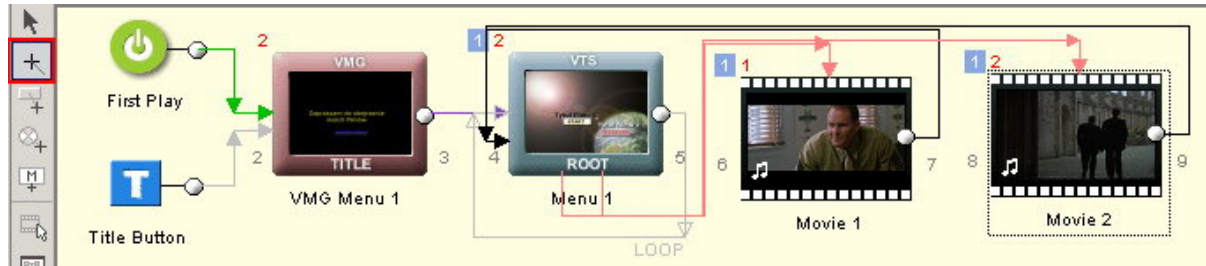 First Play
Title Button
T
2
VMG
TITLE
VMG Menu 1
2
3
1
2
VTS
START
ROOT
Menu 1
4
5
LOOP
1
1
6
7
Movie 1
1
2
8
9
Movie 2
M